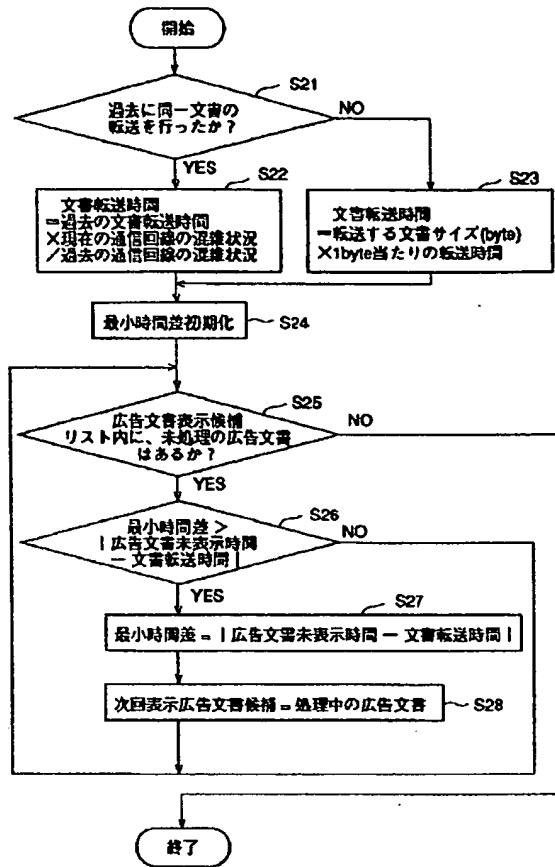 開始
S21
過去に同一文書の
転送を行ったか？
NO
YES
S22
文書転送時間
＝過去の文書転送時間
×現在の通信回線の混雑状況
／過去の通信回線の混雑状況
S23
文書転送時間
＝転送する文書サイズ(byte)
×1byte当たりの転送時間
最小時間差初期化
S24
S25
広告文書表示候補
リスト内に、未処理の広告文書
はあるか？
NO
YES
S26
最小時間差＞
｜広告文書未表示時間
－文書転送時間｜
NO
YES
S27
最小時間差＝｜広告文書未表示時間－文書転送時間｜
次回表示広告文書候補＝処理中の広告文書
S28
終了